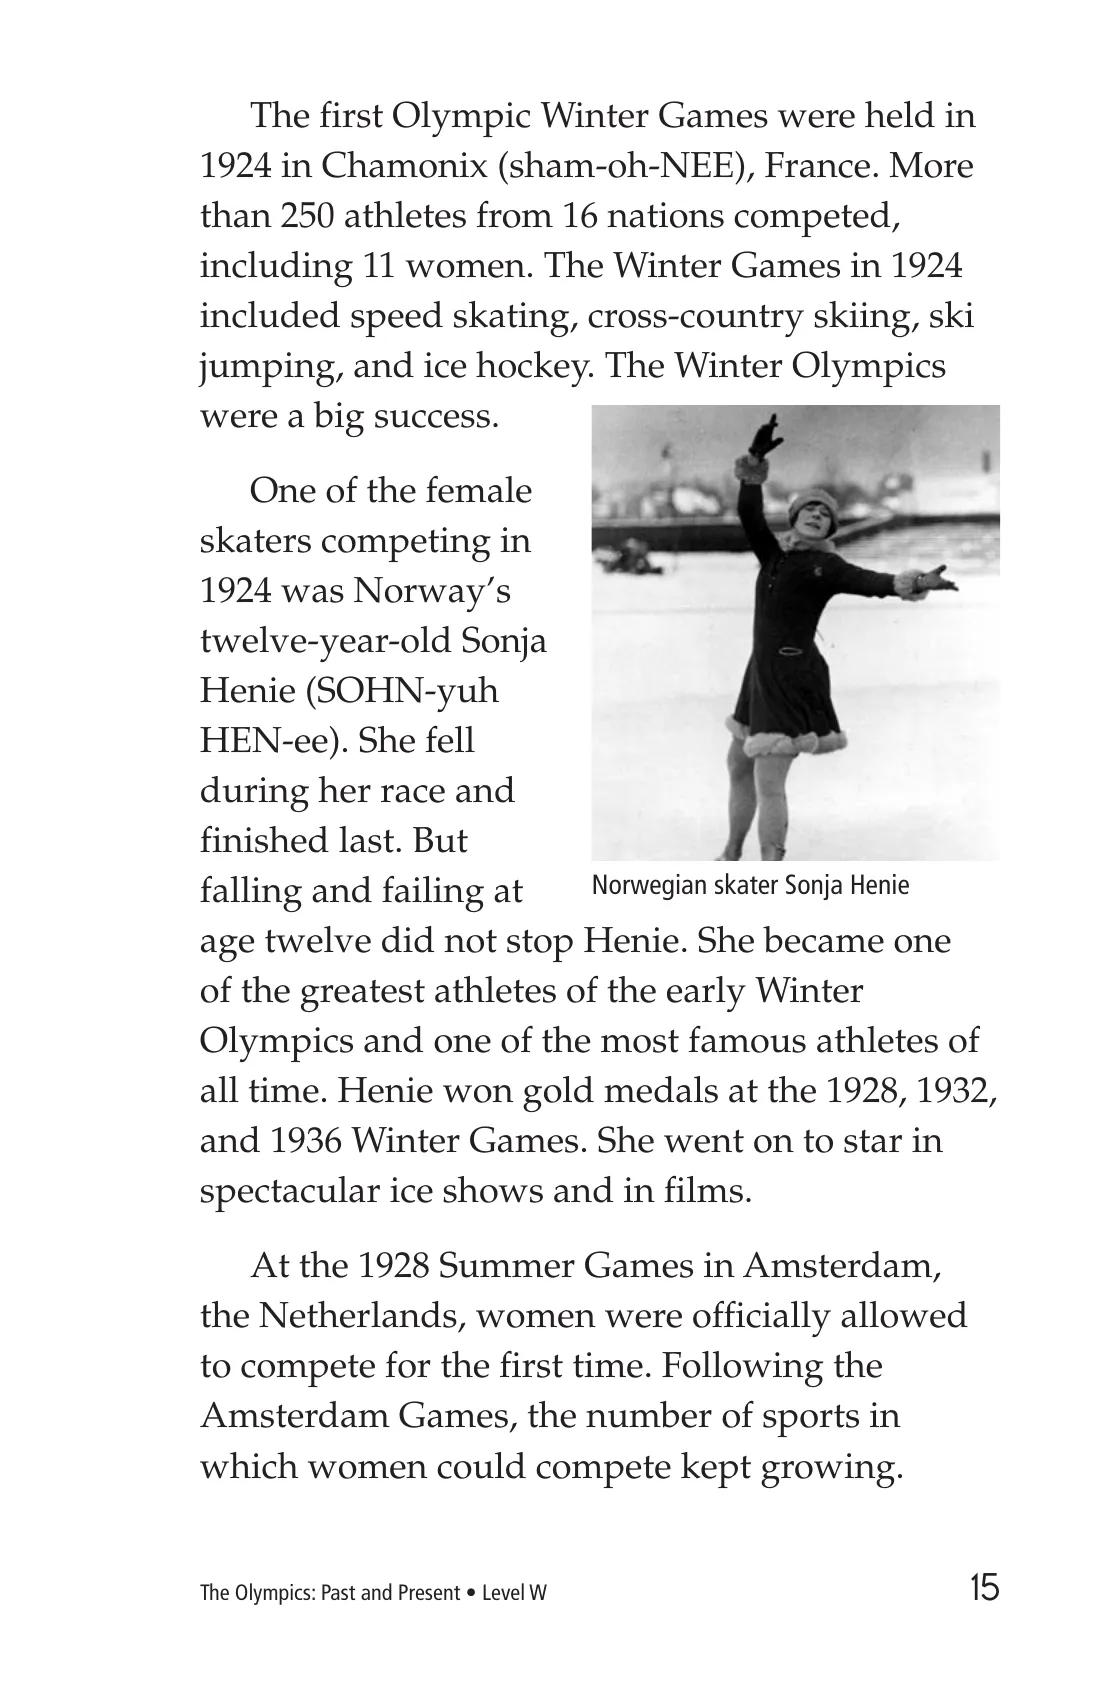 The first Olympic Winter Games were held in
1924 in Chamonix (sham-oh-NEE), France. More
than 250 athletes from 16 nations competed,
including 11 women. The Winter Games in 1924
included speed skating, cross-country skiing, ski
jumping, and ice hockey. The Winter Olympics
were a big success.
One of the female
skaters competing in
1924 was Norway’s
twelve-year-old Sonja
Henie (SOHN-yuh
HEN-ee). She fell
during her race and
finished last. But
falling and failing at
age twelve did not stop Henie. She became one
of the greatest athletes of the early Winter
Olympics and one of the most famous athletes of
all time. Henie won gold medals at the 1928, 1932,
and 1936 Winter Games. She went on to star in
spectacular ice shows and in films.
Norwegian skater Sonja Henie
At the 1928 Summer Games in Amsterdam,
the Netherlands, women were officially allowed
to compete for the first time. Following the
Amsterdam Games, the number of sports in
which women could compete kept growing.
The Olympics: Past and Present • Level W
15